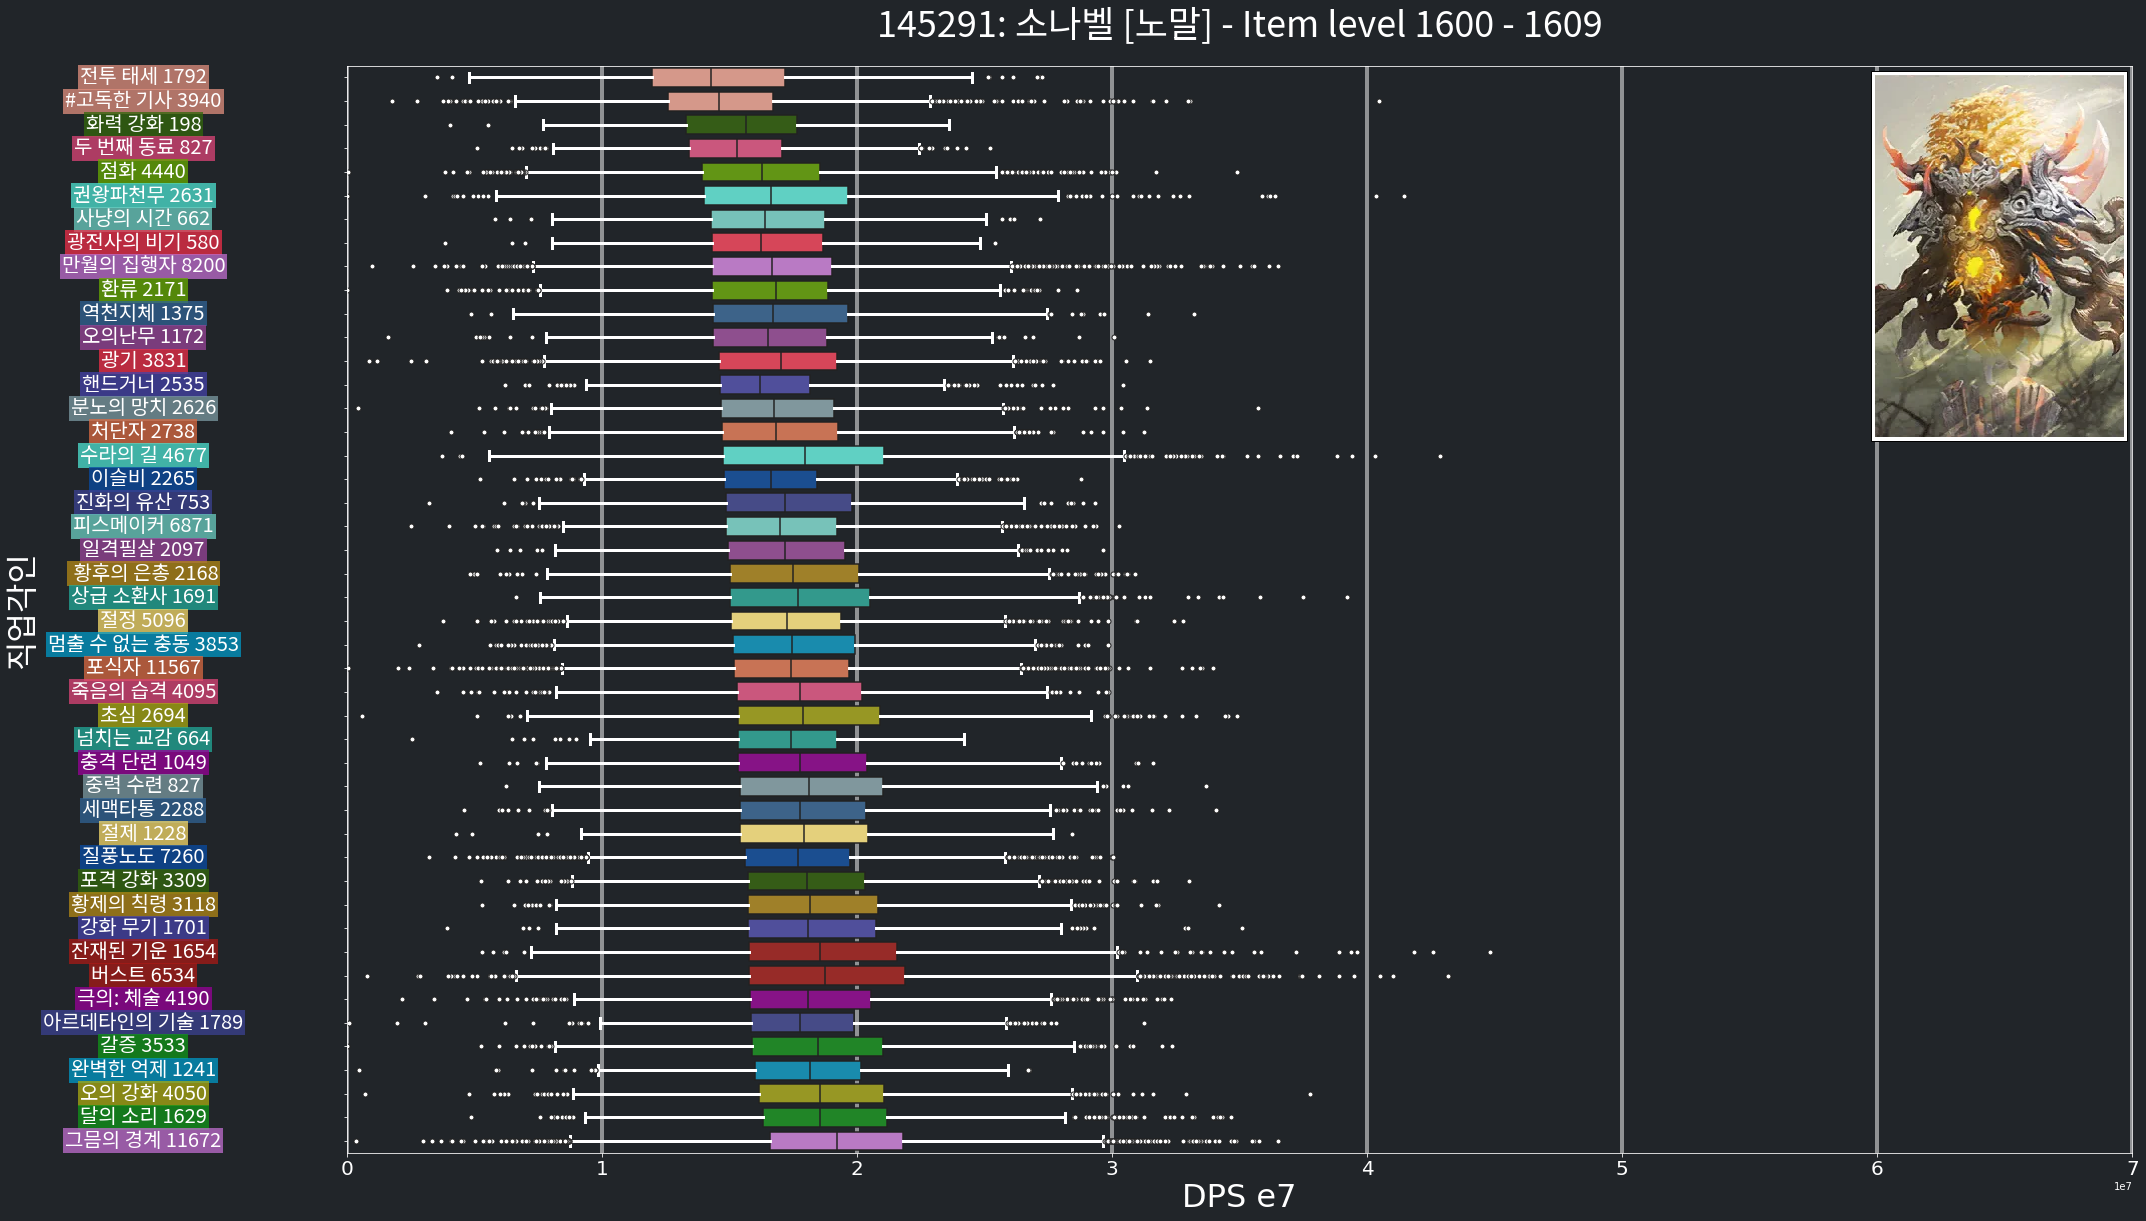 145291: 소나벨 [노말] - Item level 1600 - 1609
직업각인
전투 태세 1792
#고독한 기사 3940
화력 강화 198
두 번째 동료 827
점화 4440
권왕파천무 2631
사냥의 시간 662
광전사의 비기 580
만월의 집행자 8200
환류 2171
역천지체 1375
오의난무 1172
광기 3831
핸드거너 2535
분노의 망치 2626
처단자 2738
수라의 길 4677
이슬비 2265
진화의 유산 753
피스메이커 6871
일격필살 2097
황후의 은총 2168
상급 소환사 1691
절정 5096
멈출 수 없는 충동 3853
포식자 11567
죽음의 습격 4095
초심 2694
넘치는 교감 664
충격 단련 1049
중력 수련 827
세맥타통 2288
절제 1228
질풍노도 7260
포격 강화 3309
황제의 칙령 3118
강화 무기 1701
잔재된 기운 1654
버스트 6534
극의: 체술 4190
아르데타인의 기술 1789
갈증 3533
완벽한 억제 1241
오의 강화 4050
달의 소리 1629
그믐의 경계 11672
0 1 2 3 4 5 6 7
1e7
DPS e7